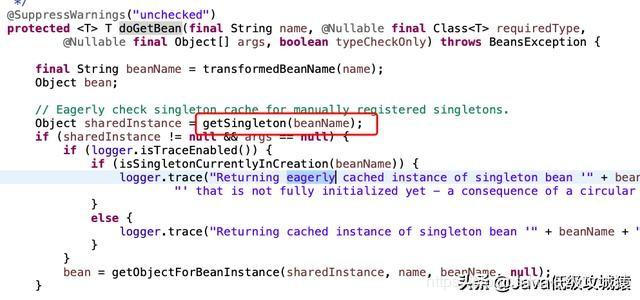 */
@SuppressWarnings("unchecked")
protected <T> T doGetBean(final String name, @Nullable final Class<T> requiredType,
@Nullable final Object[] args, boolean typeCheckOnly) throws BeansException {
final String beanName = transformedBeanName(name);
Object bean;
// Eagerly check singleton cache for manually registered singletons.
Object sharedInstance = getSingleton(beanName);
if (sharedInstance != null && args == null) {
if (logger.isTraceEnabled()) {
if (isSingletonCurrentlyInCreation(beanName)) {
logger.trace("Returning eagerly cached instance of singleton bean '" + bean
"' that is not fully initialized yet - a consequence of a circular
}
else {
logger.trace("Returning cached instance of singleton bean '" + beanName + "
}
}
bean = getObjectForBeanInstance(sharedInstance, name, beanName, null);
}
头条 @Java低级攻城猿